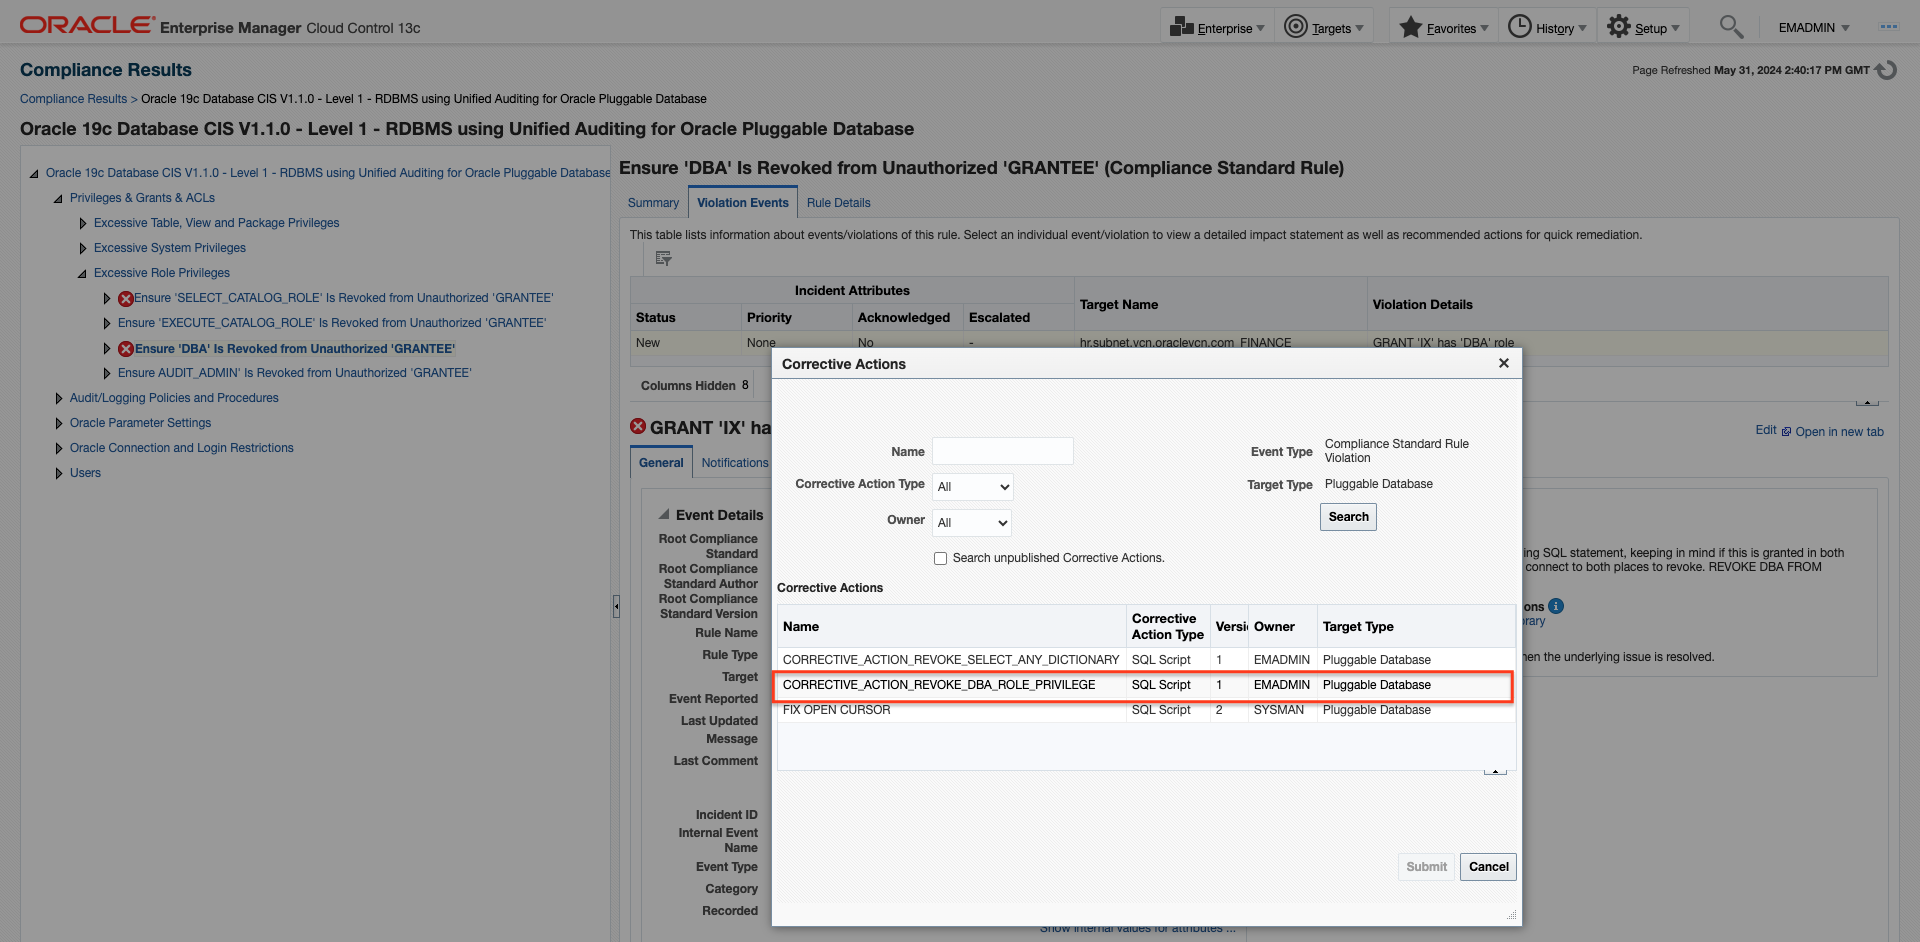 ORACLE Enterprise Manager Cloud Control 13c
Enterprise Targets Favorites History Setup EMADMIN
Compliance Results
Page Refreshed May 31, 2024 2:40:17 PM GMT
Compliance Results > Oracle 19c Database CIS V1.1.0 - Level 1 - RDBMS using Unified Auditing for Oracle Pluggable Database
Oracle 19c Database CIS V1.1.0 - Level 1 - RDBMS using Unified Auditing for Oracle Pluggable Database
Oracle 19c Database CIS V1.1.0 - Level 1 - RDBMS using Unified Auditing for Oracle Pluggable Database
Privileges & Grants & ACLs
Excessive Table, View and Package Privileges
Excessive System Privileges
Excessive Role Privileges
Ensure 'SELECT_CATALOG_ROLE' Is Revoked from Unauthorized 'GRANTEE'
Ensure 'EXECUTE_CATALOG_ROLE' Is Revoked from Unauthorized 'GRANTEE'
Ensure 'DBA' Is Revoked from Unauthorized 'GRANTEE'
Ensure AUDIT_ADMIN' Is Revoked from Unauthorized 'GRANTEE'
Audit/Logging Policies and Procedures
Oracle Parameter Settings
Oracle Connection and Login Restrictions
Users
Ensure 'DBA' Is Revoked from Unauthorized 'GRANTEE' (Compliance Standard Rule)
Summary Violation Events Rule Details
This table lists information about events/violations of this rule. Select an individual event/violation to view a detailed impact statement as well as recommended actions for quick remediation.
Incident Attributes Target Name Violation Details
Status Priority Acknowledged Escalated
New None No - hr.subnet.vcn.oraclevcn.com_FINANCE GRANT 'IX' has 'DBA' role
Columns Hidden 8
GRANT 'IX' ha
Edit Open in new tab
General Notifications
Event Details
Root Compliance
Standard
Root Compliance
Standard Author
Root Compliance
Standard Version
Rule Name
Rule Type
Target
Event Reported
Last Updated
Message
Last Comment
Incident ID
Internal Event
Name
Event Type
Category
Recorded
Corrective Actions
Name
Event Type Compliance Standard Rule
Violation
Corrective Action Type All
Target Type Pluggable Database
Owner All
Search
Search unpublished Corrective Actions.
Corrective Actions
Name Corrective Action Type Versi Owner Target Type
CORRECTIVE_ACTION_REVOKE_SELECT_ANY_DICTIONARY SQL Script 1 EMADMIN Pluggable Database
CORRECTIVE_ACTION_REVOKE_DBA_ROLE_PRIVILEGE SQL Script 1 EMADMIN Pluggable Database
FIX OPEN CURSOR SQL Script 2 SYSMAN Pluggable Database
Submit Cancel
ing SQL statement, keeping in mind if this is granted in both
connect to both places to revoke. REVOKE DBA FROM
ons
rary
hen the underlying issue is resolved.
Show internal values for attributes ...